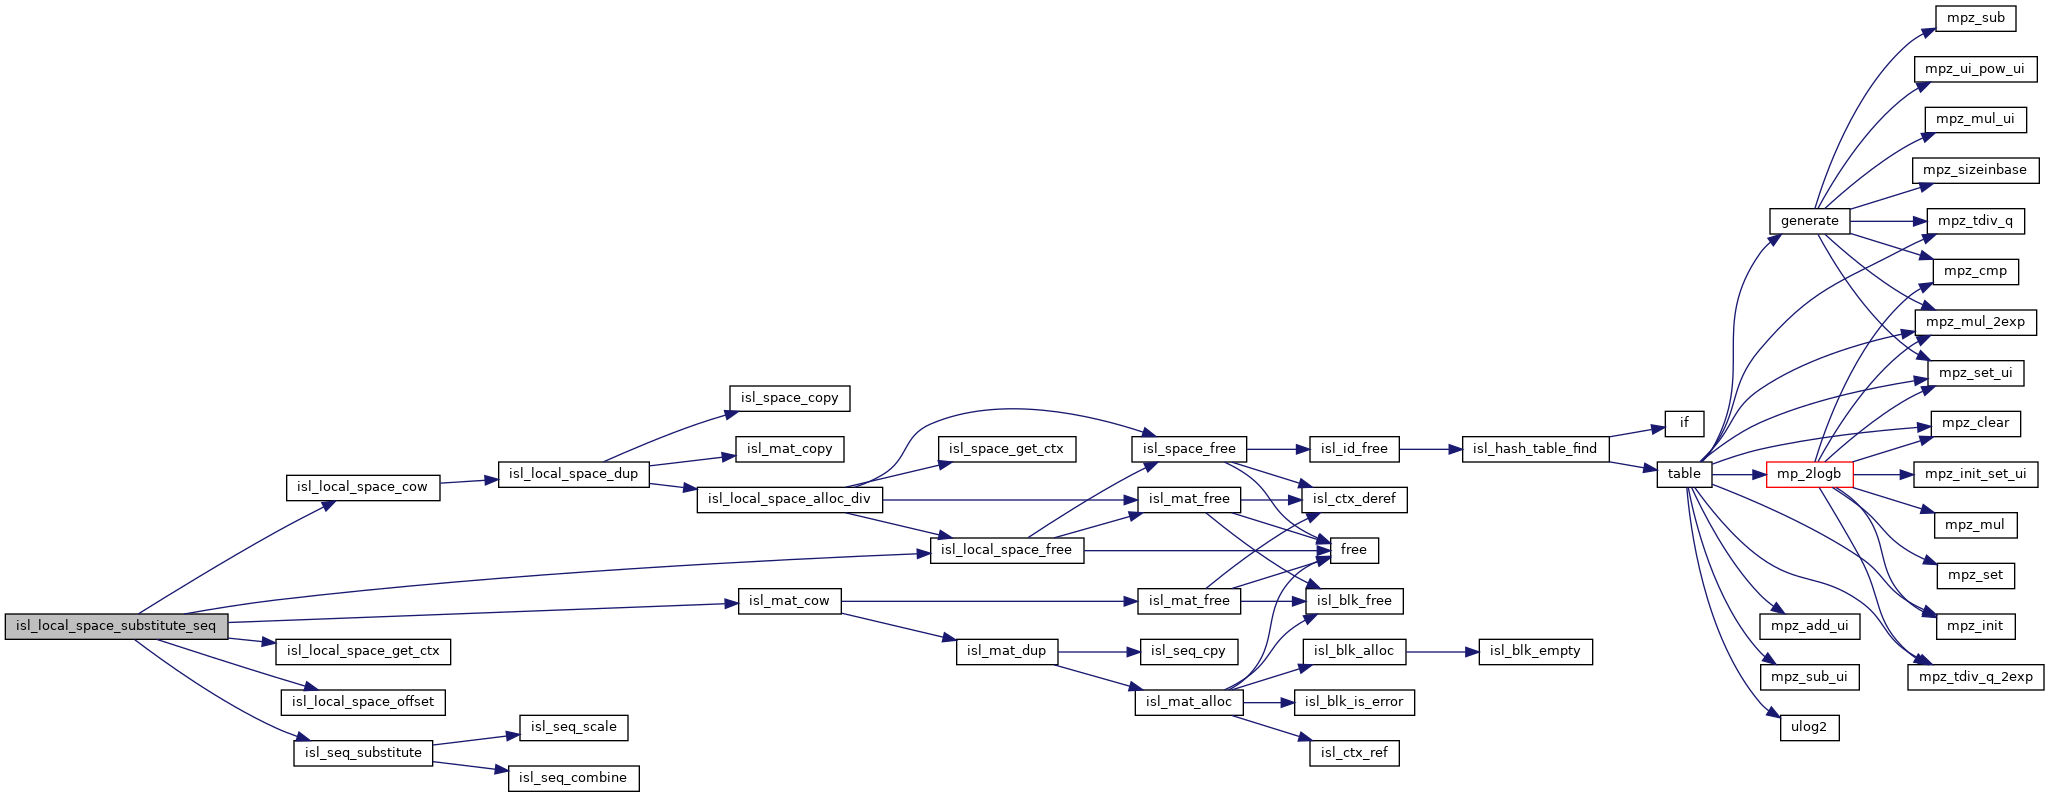 isl_local_space_substitute_seq
isl_local_space_cow
isl_local_space_get_ctx
isl_local_space_offset
isl_seq_substitute
isl_local_space_dup
isl_seq_scale
isl_seq_combine
isl_space_copy
isl_mat_copy
isl_local_space_alloc_div
isl_mat_cow
isl_space_get_ctx
isl_local_space_free
isl_mat_dup
isl_space_free
isl_mat_free
isl_mat_free
isl_seq_cpy
isl_mat_alloc
isl_id_free
isl_ctx_deref
free
isl_blk_free
isl_blk_alloc
isl_blk_is_error
isl_ctx_ref
isl_hash_table_find
isl_blk_empty
if
table
generate
mp_2logb
mpz_add_ui
mpz_sub_ui
ulog2
mpz_sub
mpz_ui_pow_ui
mpz_mul_ui
mpz_sizeinbase
mpz_tdiv_q
mpz_cmp
mpz_mul_2exp
mpz_set_ui
mpz_clear
mpz_init_set_ui
mpz_mul
mpz_set
mpz_init
mpz_tdiv_q_2exp